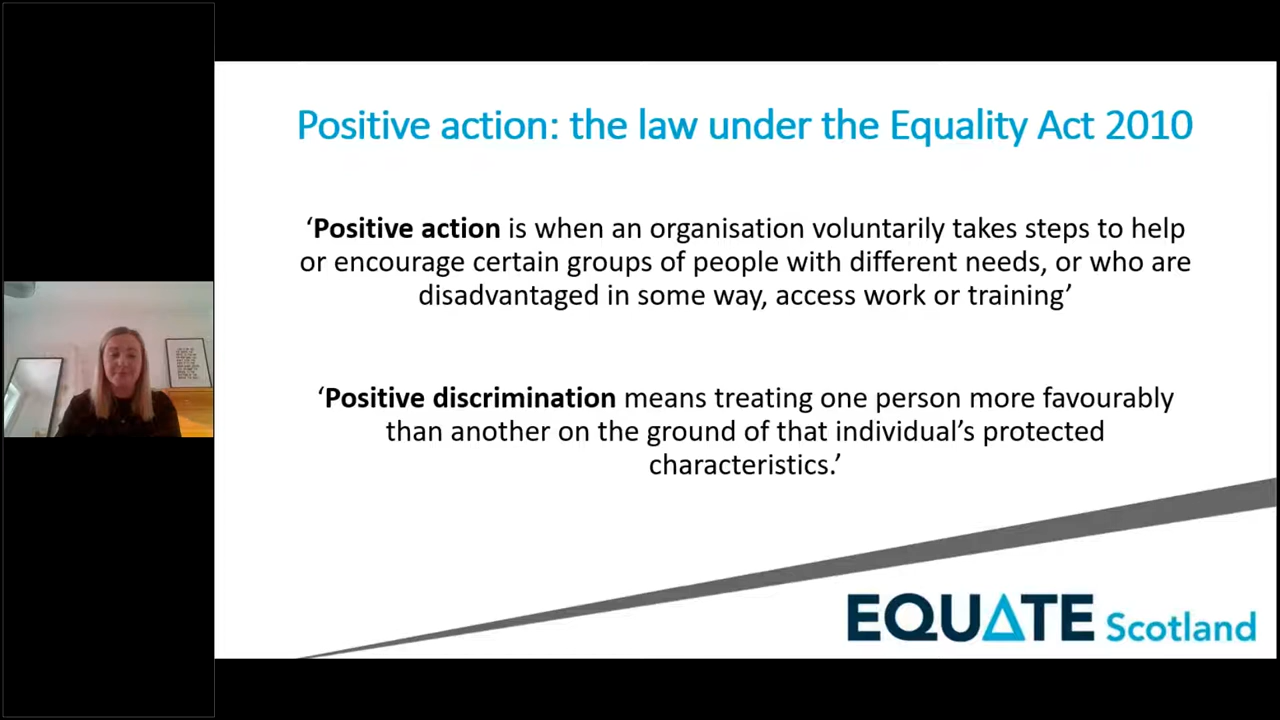 Positive action: the law under the Equality Act 2010
‘Positive action is when an organisation voluntarily takes steps to help
or encourage certain groups of people with different needs, or who are
disadvantaged in some way, access work or training’
‘Positive discrimination means treating one person more favourably
than another on the ground of that individual’s protected
characteristics.’
EQUATE Scotland